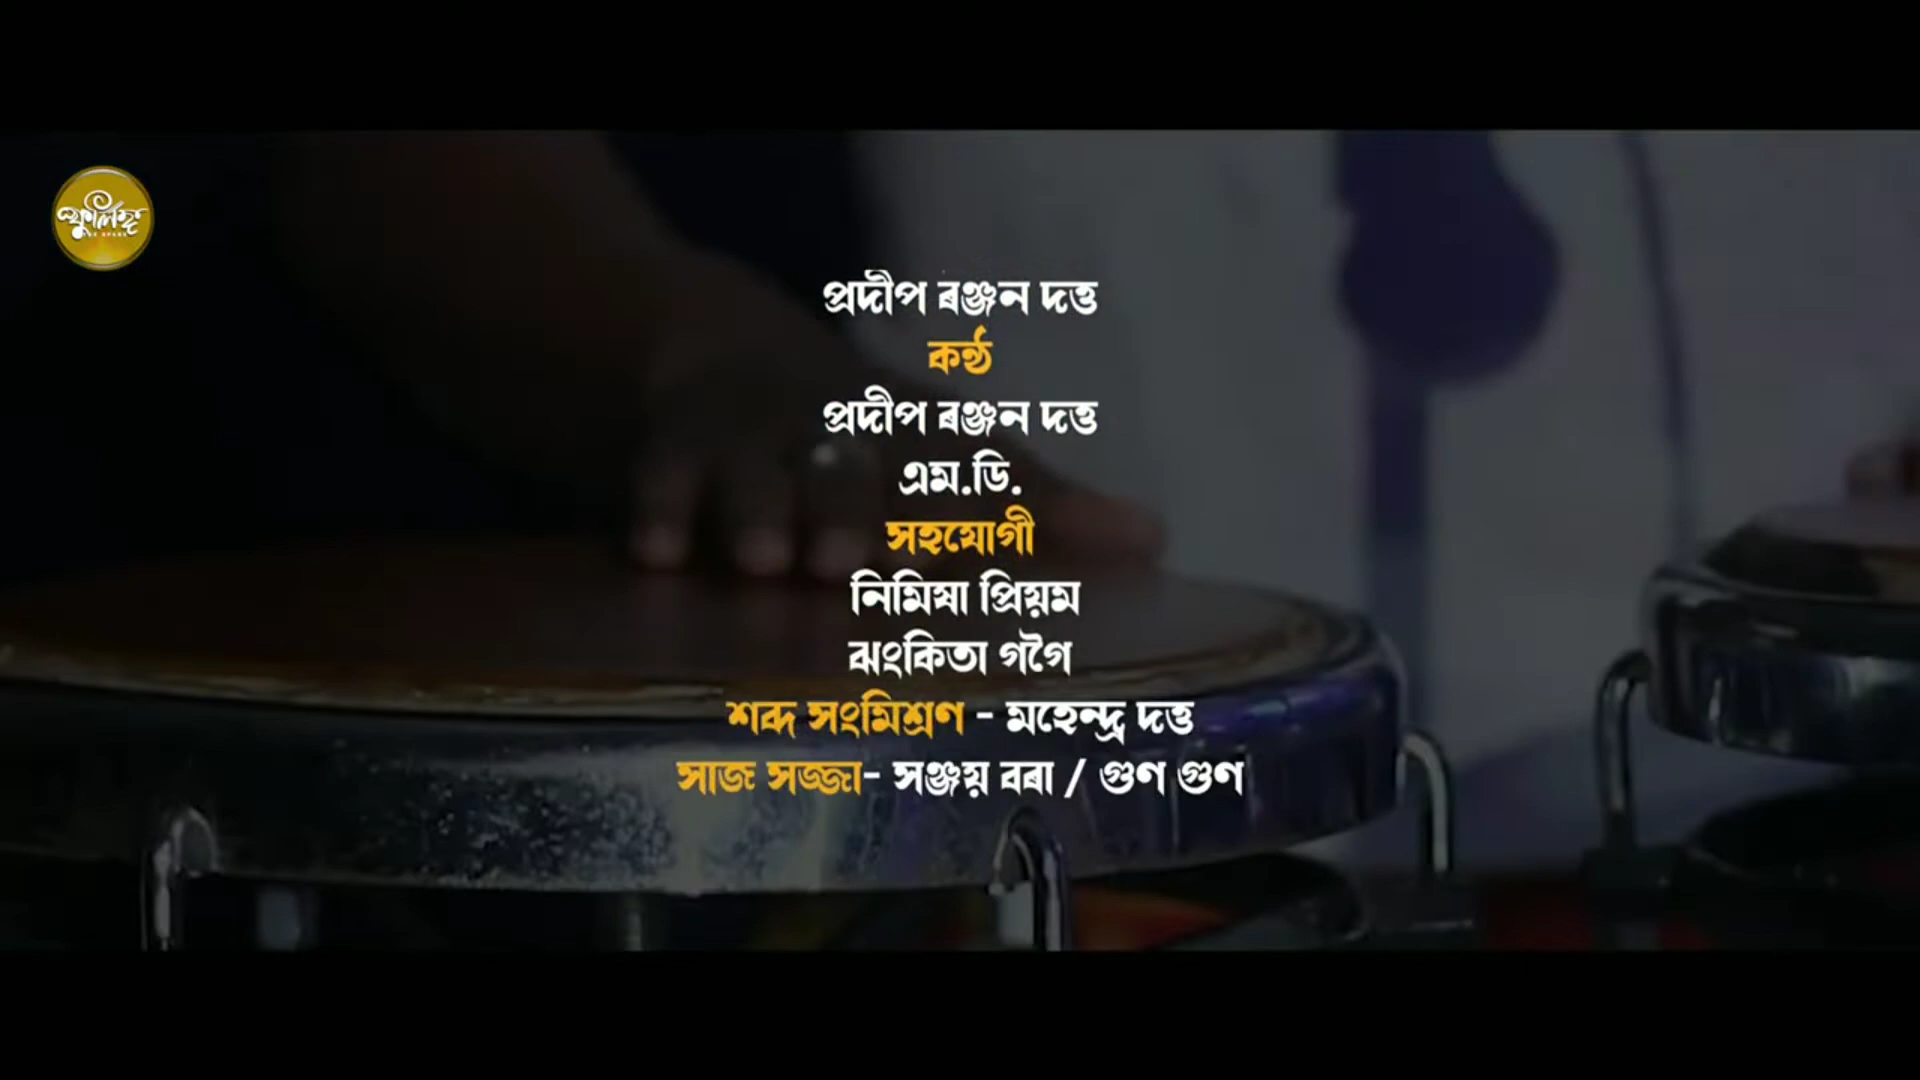 স্ফুলিঙ্গ
প্ৰদীপ ৰঞ্জন দত্ত
কন্ঠ
প্ৰদীপ ৰঞ্জন দত্ত
এম.ডি.
সহযোগী
নিমিষা প্ৰিয়ম
ঝংকিতা গগৈ
শব্দ সংমিশ্ৰণ - মহেন্দ্ৰ দত্ত
সাজ সজ্জা- সঞ্জয় বৰা / গুণ গুণ